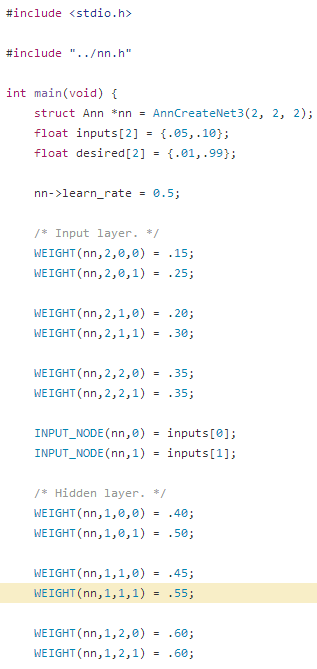 #include <stdio.h>
#include "../nn.h"
int main(void) {
struct Ann *nn = AnnCreateNet3(2, 2, 2);
float inputs[2] = {.05,.10};
float desired[2] = {.01,.99};
nn->learn_rate = 0.5;
/* Input layer. */
WEIGHT(nn,2,0,0) = .15;
WEIGHT(nn,2,0,1) = .25;
WEIGHT(nn,2,1,0) = .20;
WEIGHT(nn,2,1,1) = .30;
WEIGHT(nn,2,2,0) = .35;
WEIGHT(nn,2,2,1) = .35;
INPUT_NODE(nn,0) = inputs[0];
INPUT_NODE(nn,1) = inputs[1];
/* Hidden layer. */
WEIGHT(nn,1,0,0) = .40;
WEIGHT(nn,1,0,1) = .50;
WEIGHT(nn,1,1,0) = .45;
WEIGHT(nn,1,1,1) = .55;
WEIGHT(nn,1,2,0) = .60;
WEIGHT(nn,1,2,1) = .60;